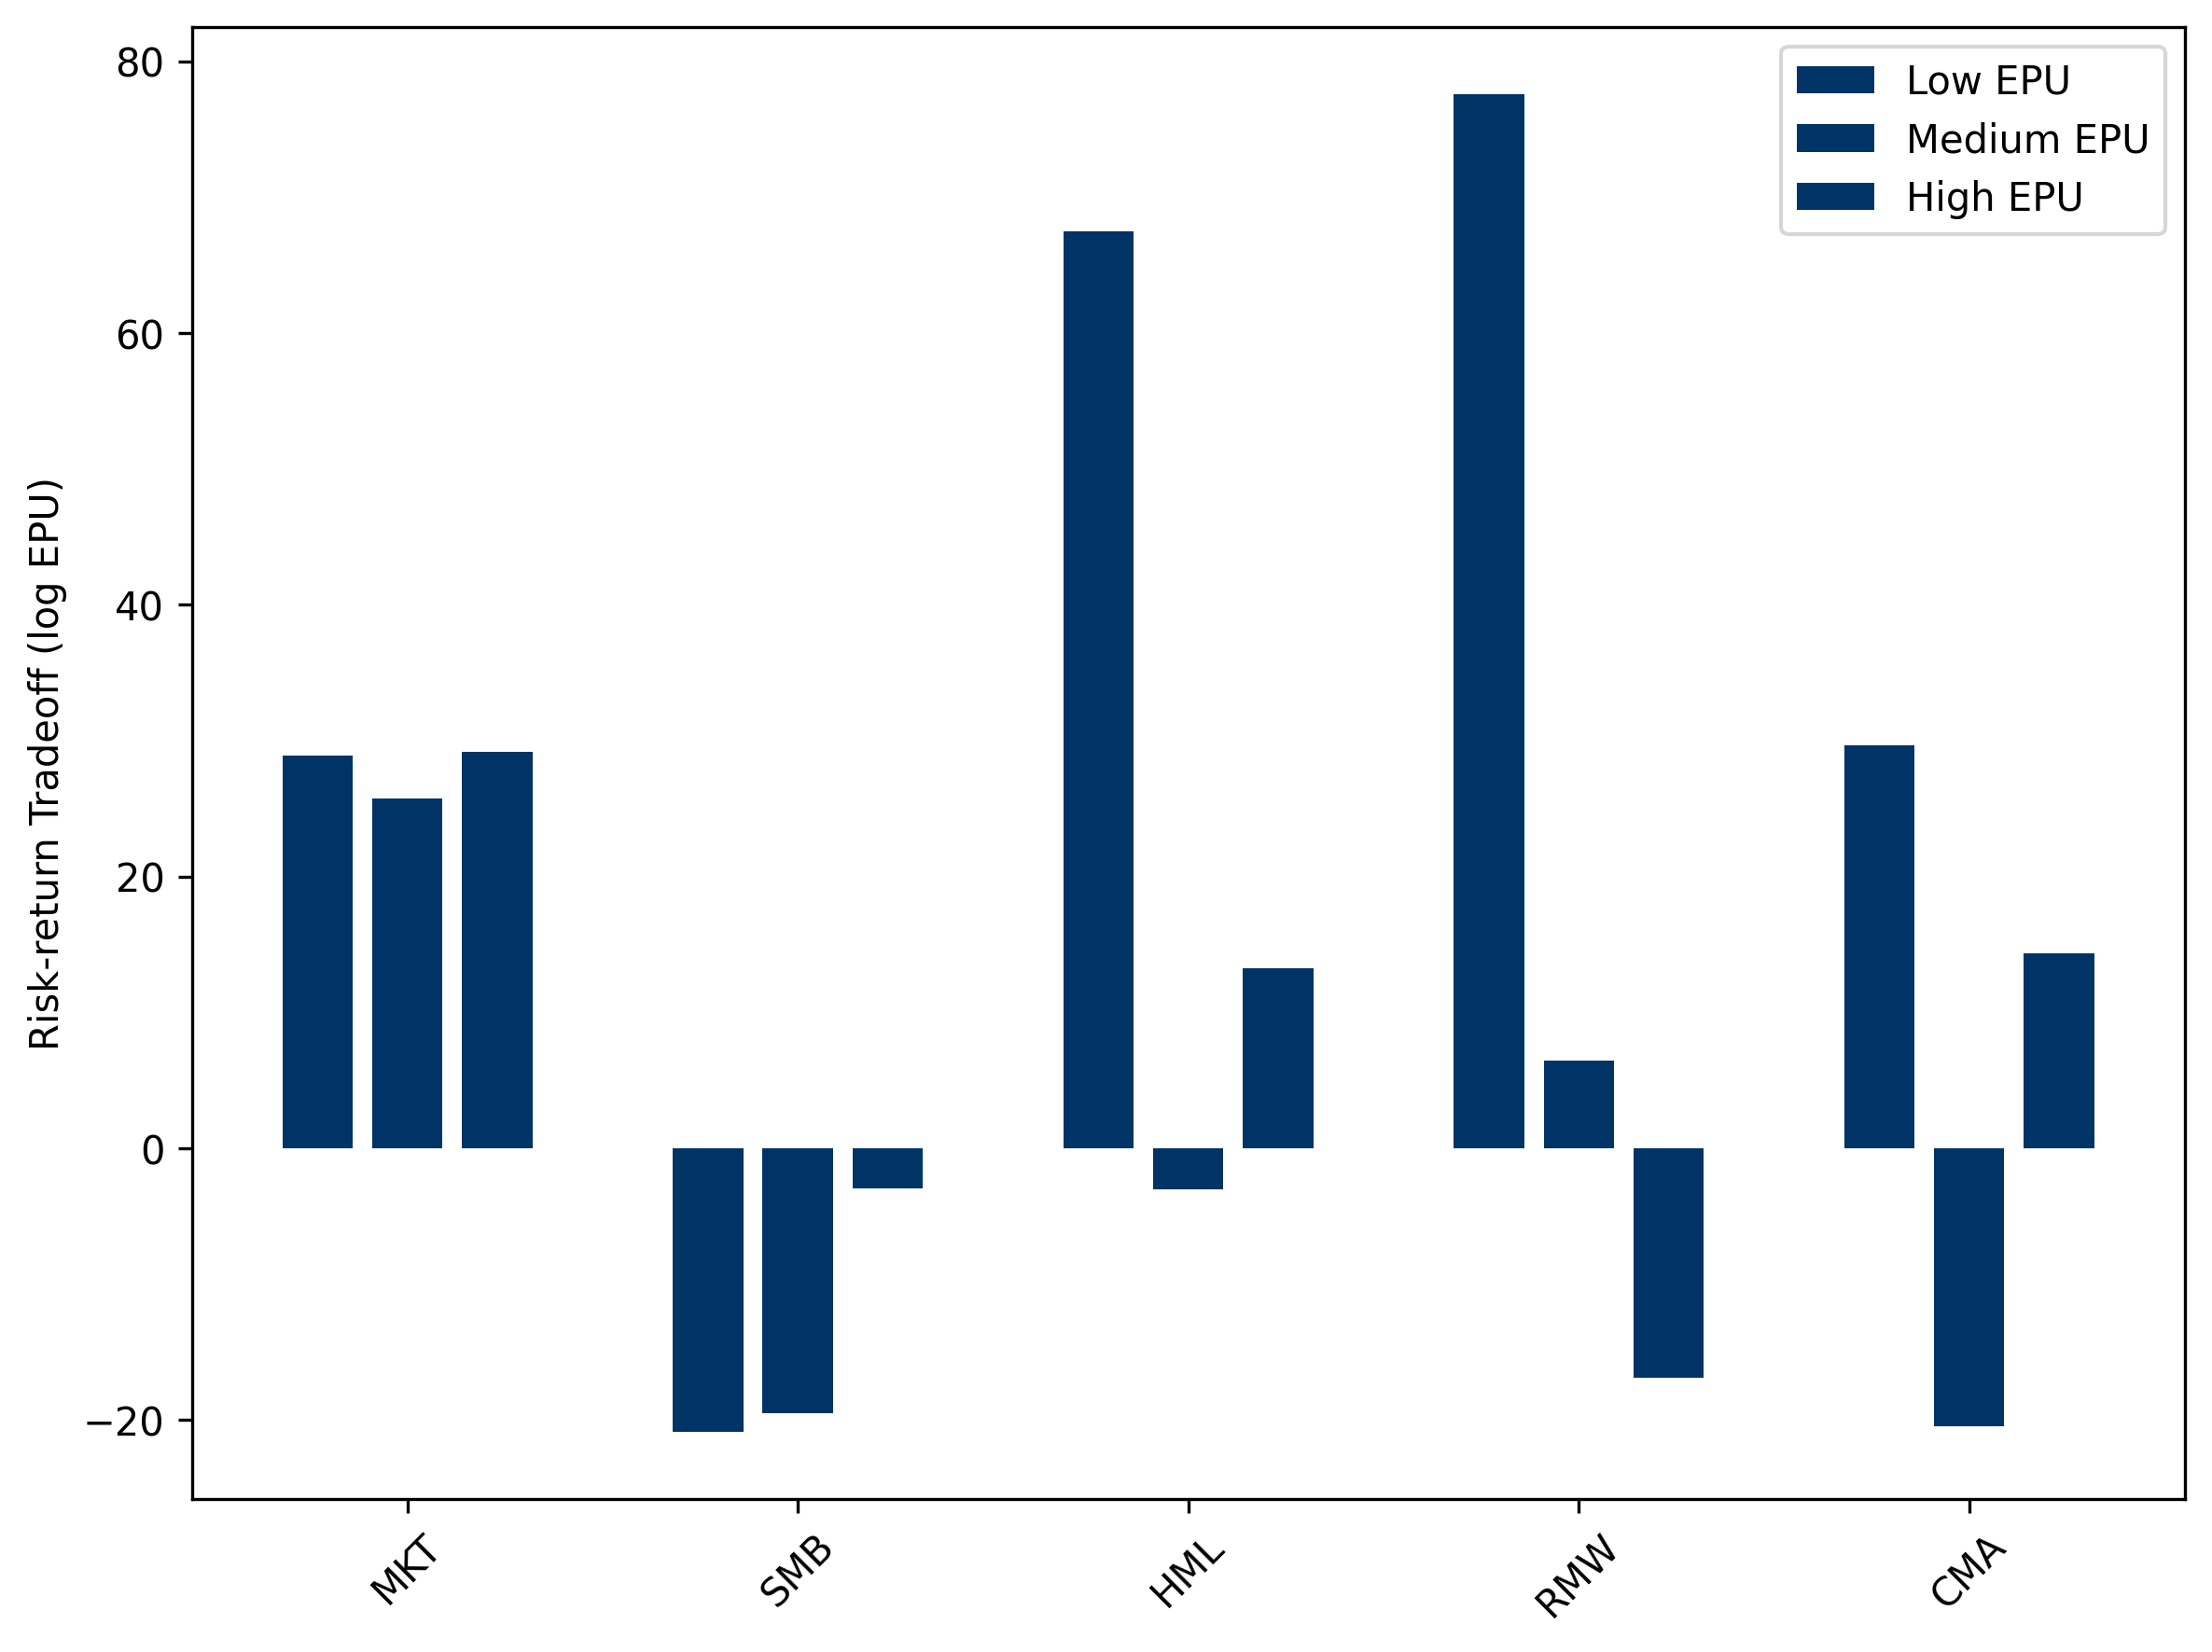 80
60
40
20
0
−20
Risk-return Tradeoff (log EPU)
Low EPU
Medium EPU
High EPU
MKT
SMB
HML
RMW
CMA